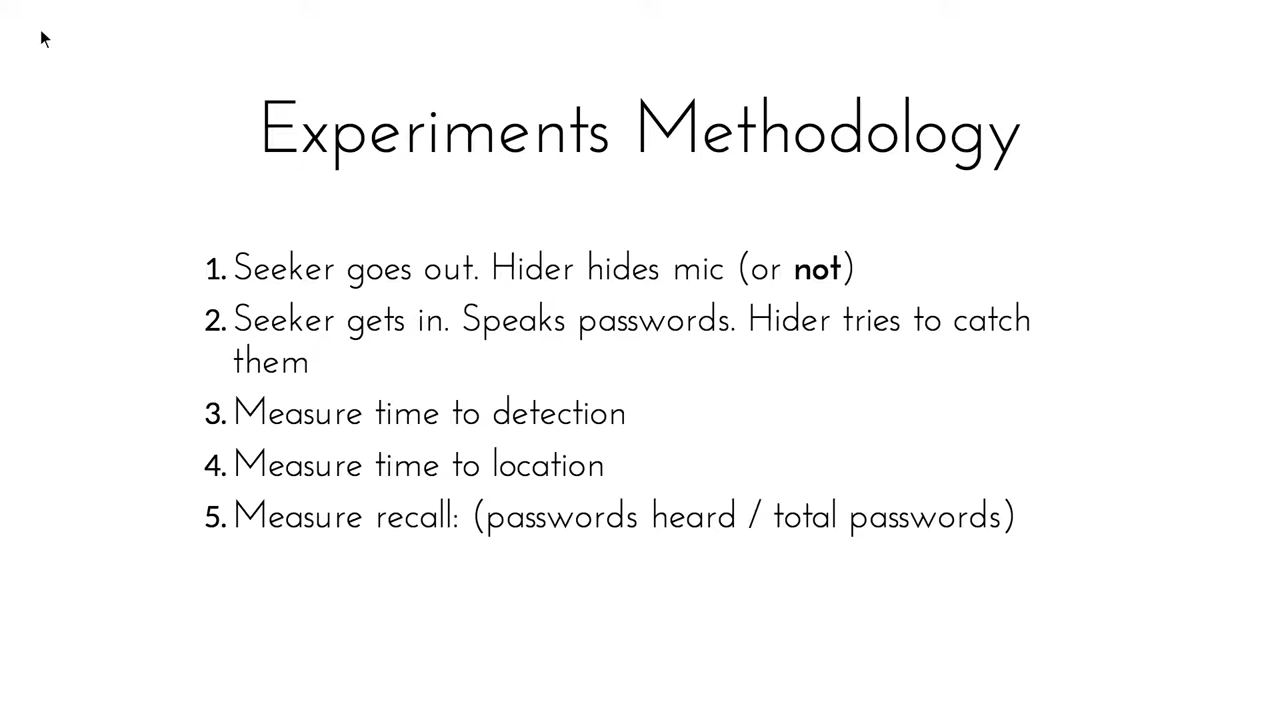 Experiments Methodology
1. Seeker goes out. Hider hides mic (or not)
2. Seeker gets in. Speaks passwords. Hider tries to catch
them
3. Measure time to detection
4. Measure time to location
5. Measure recall: (passwords heard / total passwords)